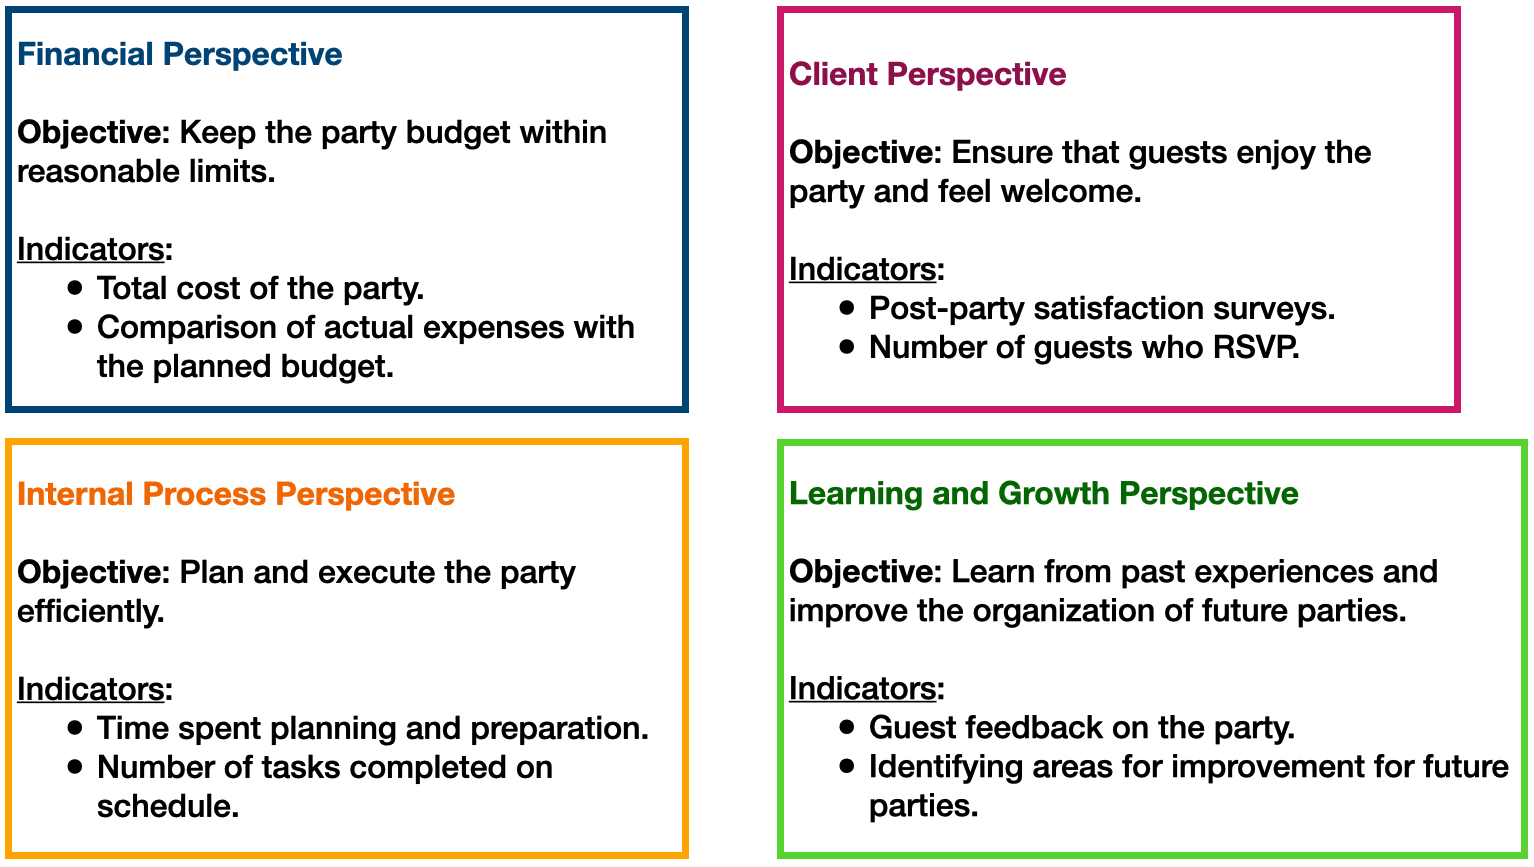 Financial Perspective
Objective: Keep the party budget within
reasonable limits.
Indicators:
● Total cost of the party.
● Comparison of actual expenses with
the planned budget.
Client Perspective
Objective: Ensure that guests enjoy the
party and feel welcome.
Indicators:
● Post-party satisfaction surveys.
● Number of guests who RSVP.
Internal Process Perspective
Objective: Plan and execute the party
efficiently.
Indicators:
● Time spent planning and preparation.
● Number of tasks completed on
schedule.
Learning and Growth Perspective
Objective: Learn from past experiences and
improve the organization of future parties.
Indicators:
● Guest feedback on the party.
● Identifying areas for improvement for future
parties.